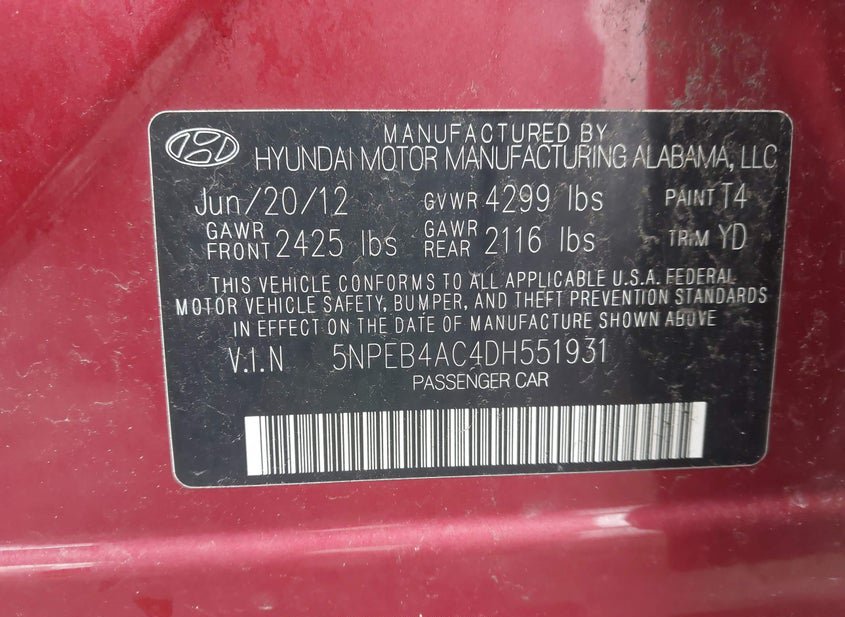 MANUFACTURED BY
HYUNDAI MOTOR MANUFACTURING ALABAMA, LLC
Jun/20/12 GVWR 4299 lbs PAINT T4
GAWR FRONT 2425 lbs GAWR REAR 2116 lbs TRIM YD
THIS VEHICLE CONFORMS TO ALL APPLICABLE U.S.A. FEDERAL
MOTOR VEHICLE SAFETY, BUMPER, AND THEFT PREVENTION STANDARDS
IN EFFECT ON THE DATE OF MANUFACTURE SHOWN ABOVE
V.I.N 5NPEB4AC4DH551931
PASSENGER CAR